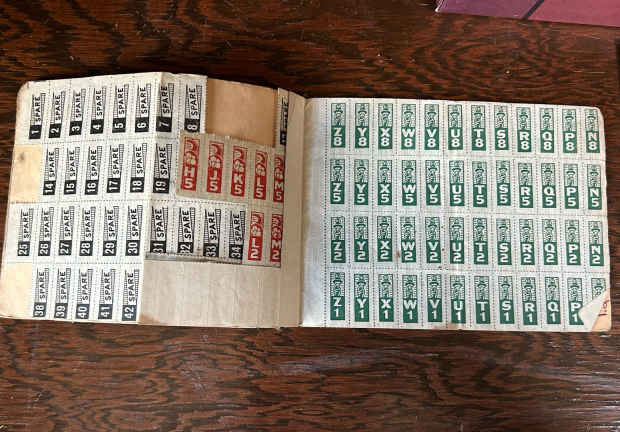 1 SPARE 2 SPARE 3 SPARE 4 SPARE 5 SPARE 6 SPARE 7 SPARE 8 SPARE
14 SPARE 15 SPARE 16 SPARE 17 SPARE 18 SPARE 19 SPARE H5 J5 K5 L5 M5
25 SPARE 26 SPARE 27 SPARE 28 SPARE 29 SPARE 30 SPARE 31 SPARE 32 SPARE 33 SPARE 34 SPARE L2 M2
38 SPARE 39 SPARE 40 SPARE 41 SPARE 42 SPARE
Z8 Y8 X8 W8 V8 U8 T8 S8 R8 Q8 P8 N8
Z5 Y5 X5 W5 V5 U5 T5 S5 R5 Q5 P5 N5
Z2 Y2 X2 W2 V2 U2 T2 S2 R2 Q2 P2 N2
Z1 Y1 X1 W1 V1 U1 T1 S1 R1 Q1 P1